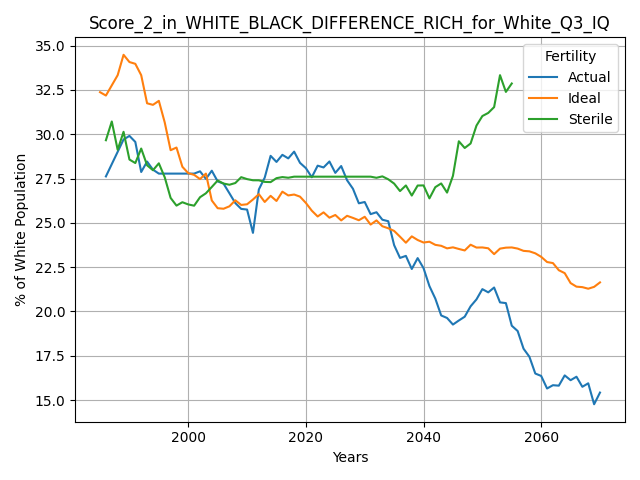 Score_2_in_WHITE_BLACK_DIFFERENCE_RICH_for_White_Q3_IQ
Fertility
Actual
Ideal
Sterile
% of White Population
35.0
32.5
30.0
27.5
25.0
22.5
20.0
17.5
15.0
2000
2020
2040
2060
Years